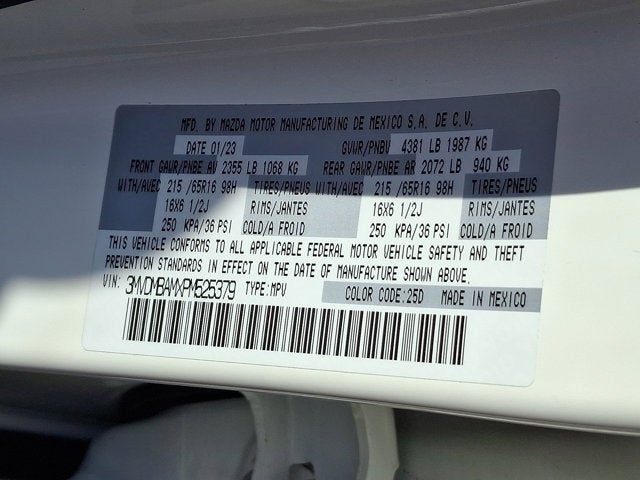 MFD. BY MAZDA MOTOR MANUFACTURING DE MEXICO S.A. DE C.V.
DATE 01/23 GVWR/PNBV 4381 LB 1987 KG
FRONT GAWR/PNBE AV 2355 LB 1068 KG REAR GAWR/PNBE AR 2072 LB 940 KG
WITH/AVEC 215 /65R16 98H TIRES/PNEUS WITH/AVEC 215 /65R16 98H TIRES/PNEUS
16X6 1/2J RIMS/JANTES 16X6 1/2J RIMS/JANTES
250 KPA/36 PSI COLD/A FROID 250 KPA/36 PSI COLD/A FROID
THIS VEHICLE CONFORMS TO ALL APPLICABLE FEDERAL MOTOR VEHICLE SAFETY AND THEFT
PREVENTION STANDARDS IN EFFECT ON THE DATE OF MANUFACTURE SHOWN ABOVE.
VIN: 3MVDMBAMXPM525379 TYPE:MPV COLOR CODE:25D MADE IN MEXICO